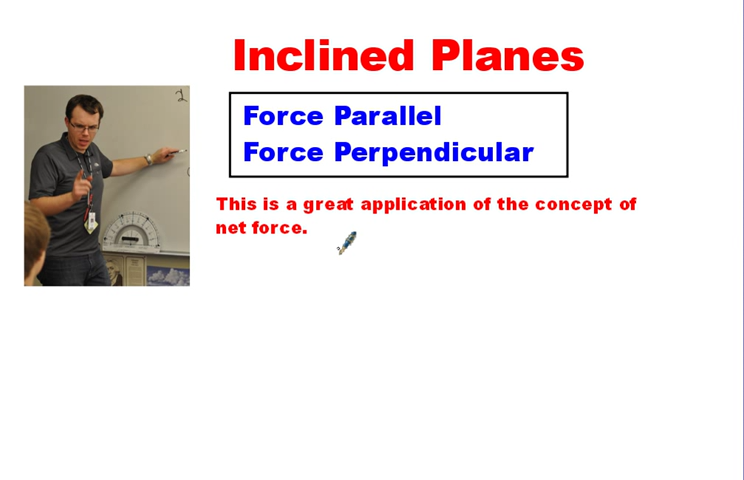 Inclined Planes
Force Parallel
Force Perpendicular
This is a great application of the concept of
net force.